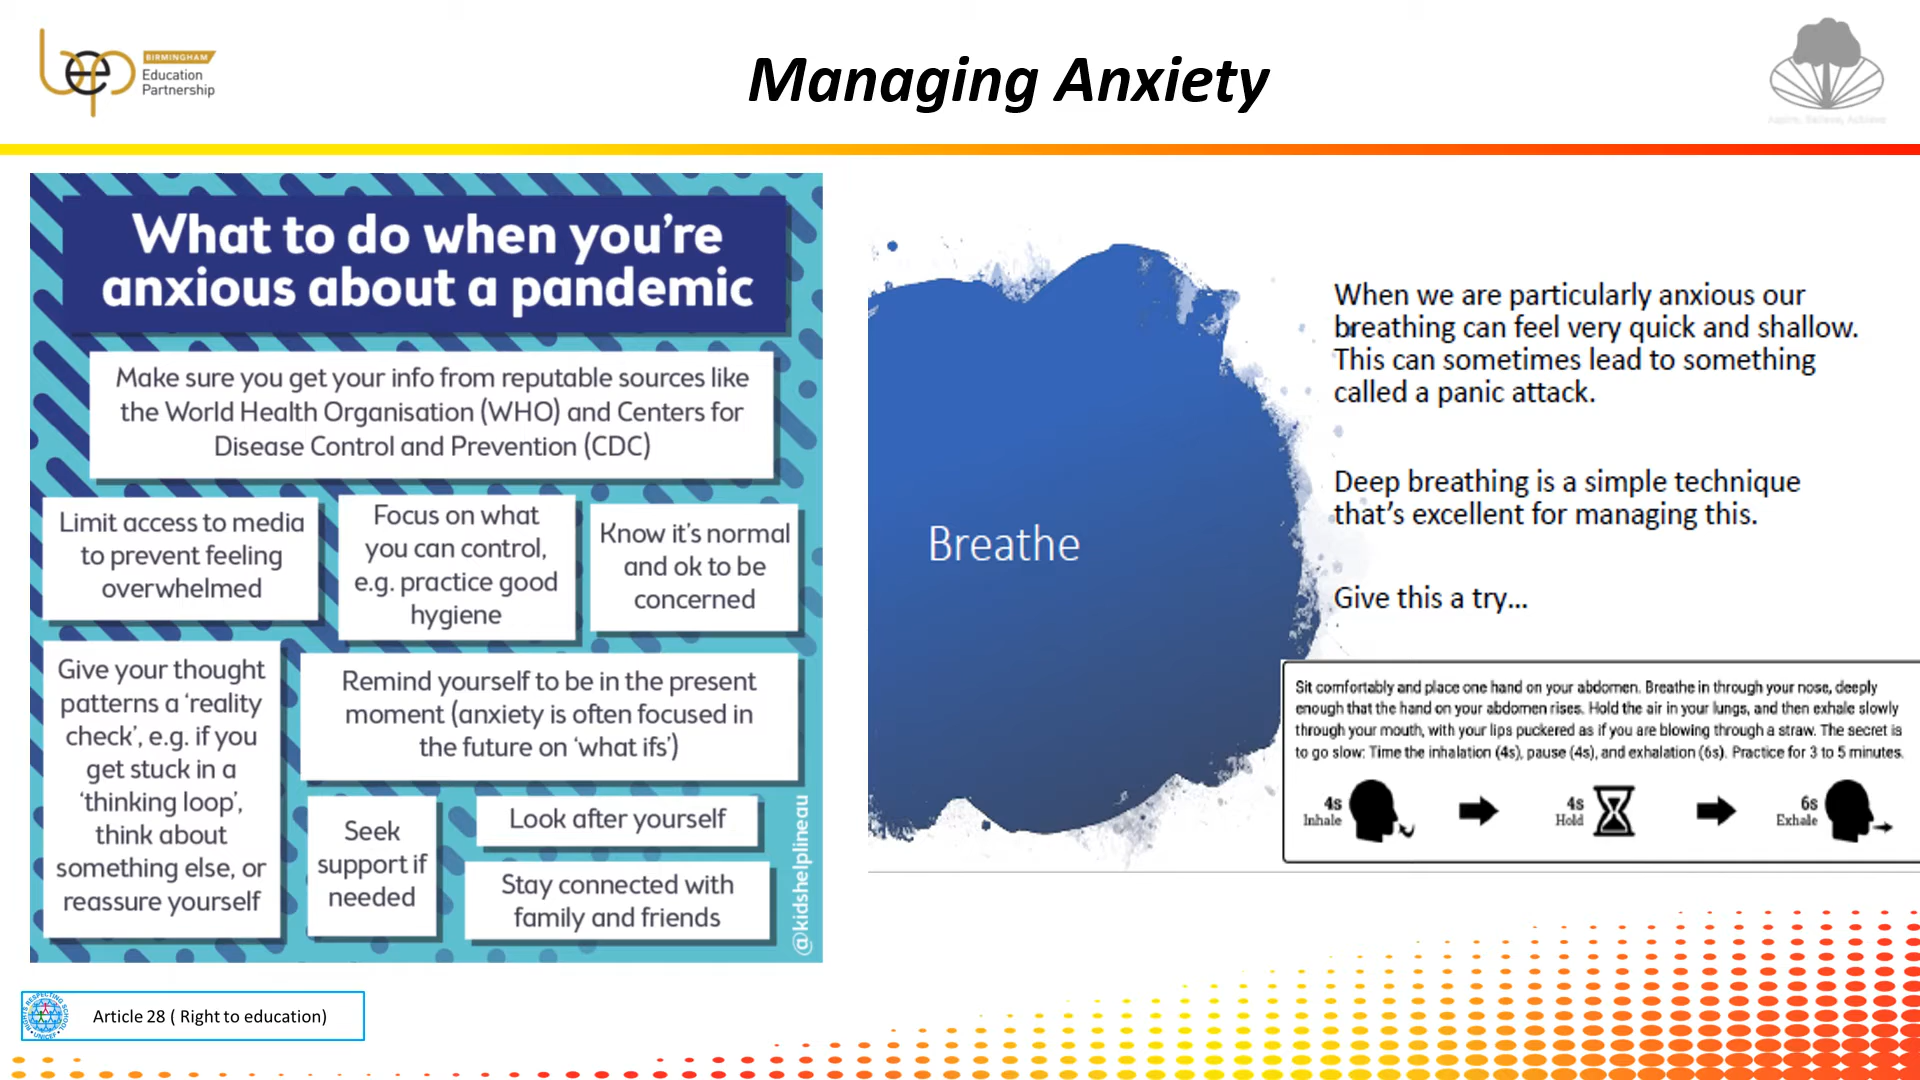 bep
BIRMINGHAM
Education
Partnership
Managing Anxiety
Aspire, Believe, Achieve
What to do when you’re
anxious about a pandemic
Make sure you get your info from reputable sources like
the World Health Organisation (WHO) and Centers for
Disease Control and Prevention (CDC)
Limit access to media
to prevent feeling
overwhelmed
Focus on what
you can control,
e.g. practice good
hygiene
Know it’s normal
and ok to be
concerned
Give your thought
patterns a ‘reality
check’, e.g. if you
get stuck in a
‘thinking loop’,
think about
something else, or
reassure yourself
Remind yourself to be in the present
moment (anxiety is often focused in
the future on ‘what ifs’)
Seek
support if
needed
Look after yourself
Stay connected with
family and friends
@kidshelplineau
Breathe
When we are particularly anxious our
breathing can feel very quick and shallow.
This can sometimes lead to something
called a panic attack.
Deep breathing is a simple technique
that’s excellent for managing this.
Give this a try...
Sit comfortably and place one hand on your abdomen. Breathe in through your nose, deeply
enough that the hand on your abdomen rises. Hold the air in your lungs, and then exhale slowly
through your mouth, with your lips puckered as if you are blowing through a straw. The secret is
to go slow: Time the inhalation (4s), pause (4s), and exhalation (6s). Practice for 3 to 5 minutes.
4s
Inhale
4s
Hold
6s
Exhale
RIGHTS RESPECTING SCHOOL
UNICEF
Article 28 ( Right to education)